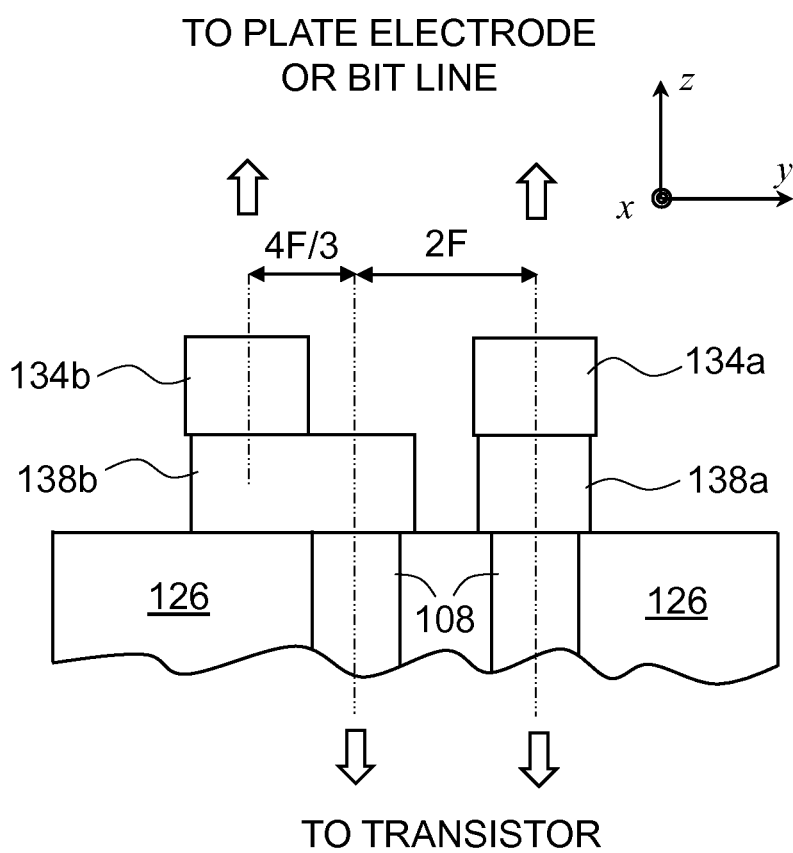 TO PLATE ELECTRODE
OR BIT LINE
z
y
x
4F/3
2F
134b
134a
138b
138a
126
108
126
TO TRANSISTOR